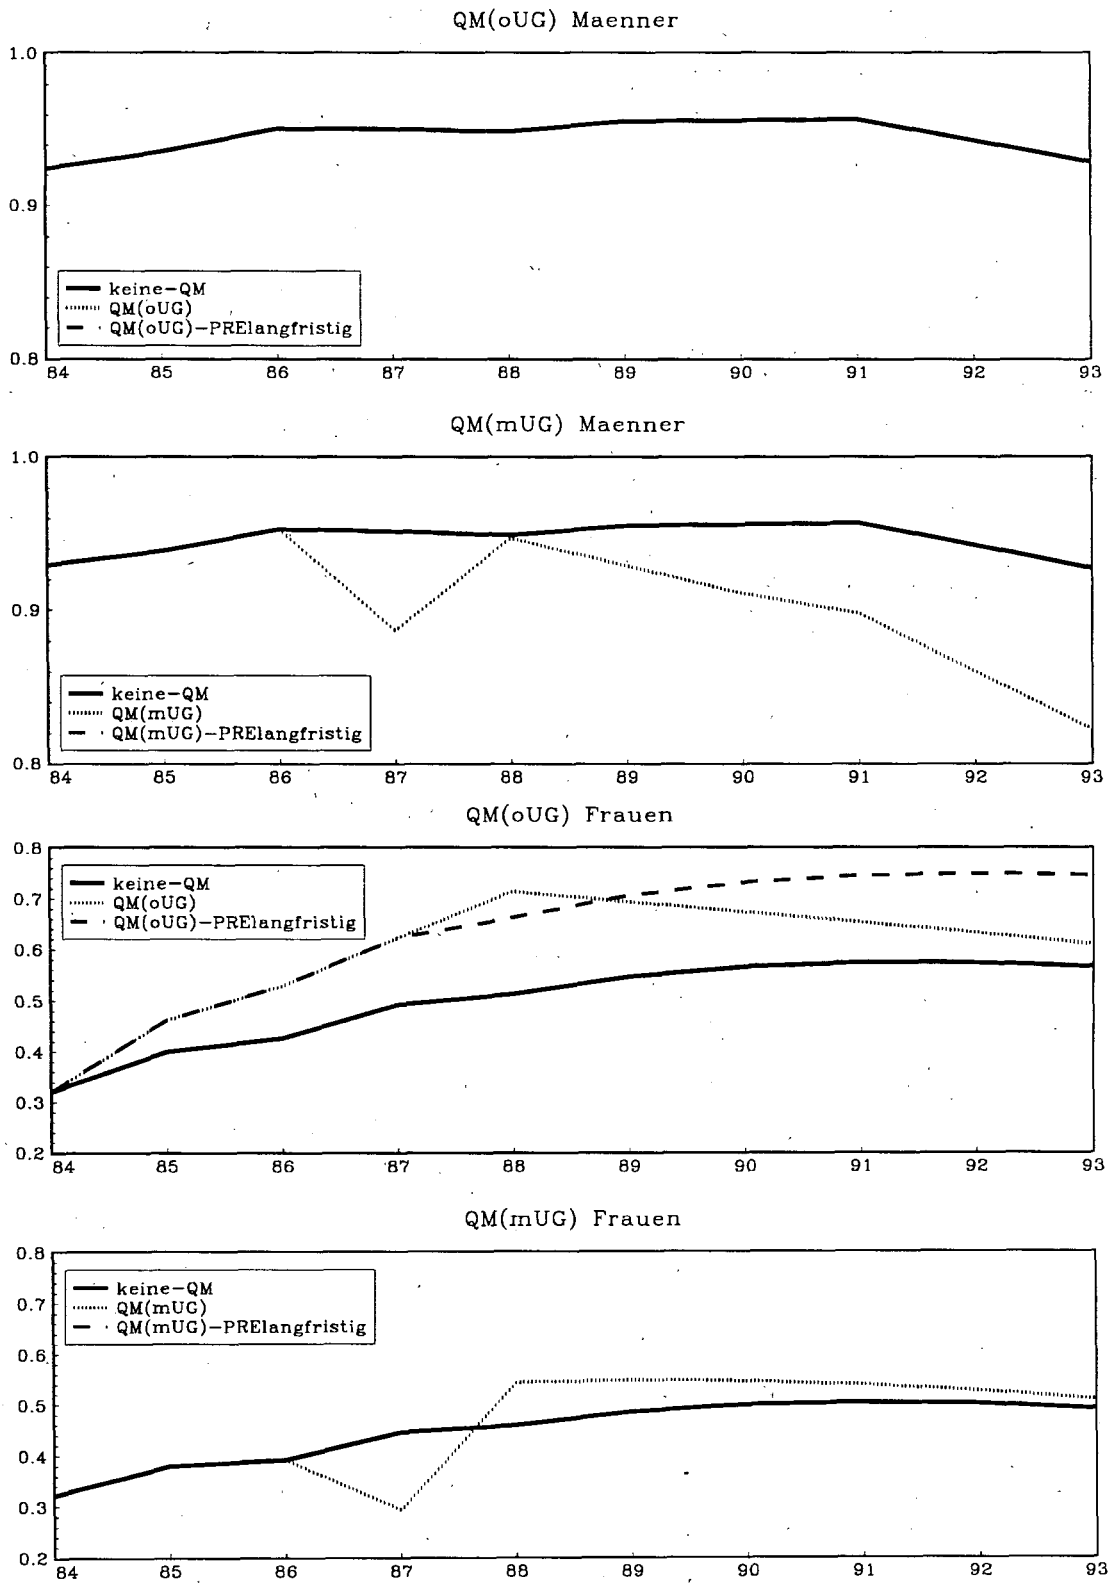 QM(oUG) Maenner
1.0
0.9
0.8
keine-QM
QM(oUG)
QM(oUG)-PRElangfristig
84 85 86 87 88 89 90 91 92 93
QM(mUG) Maenner
1.0
0.9
0.8
keine-QM
QM(mUG)
QM(mUG)-PRElangfristig
84 85 86 87 88 89 90 91 92 93
QM(oUG) Frauen
0.8
0.7
0.6
0.5
0.4
0.3
0.2
keine-QM
QM(oUG)
QM(oUG)-PRElangfristig
84 85 86 87 88 89 90 91 92 93
QM(mUG) Frauen
0.8
0.7
0.6
0.5
0.4
0.3
0.2
keine-QM
QM(mUG)
QM(mUG)-PRElangfristig
84 85 86 87 88 89 90 91 92 93